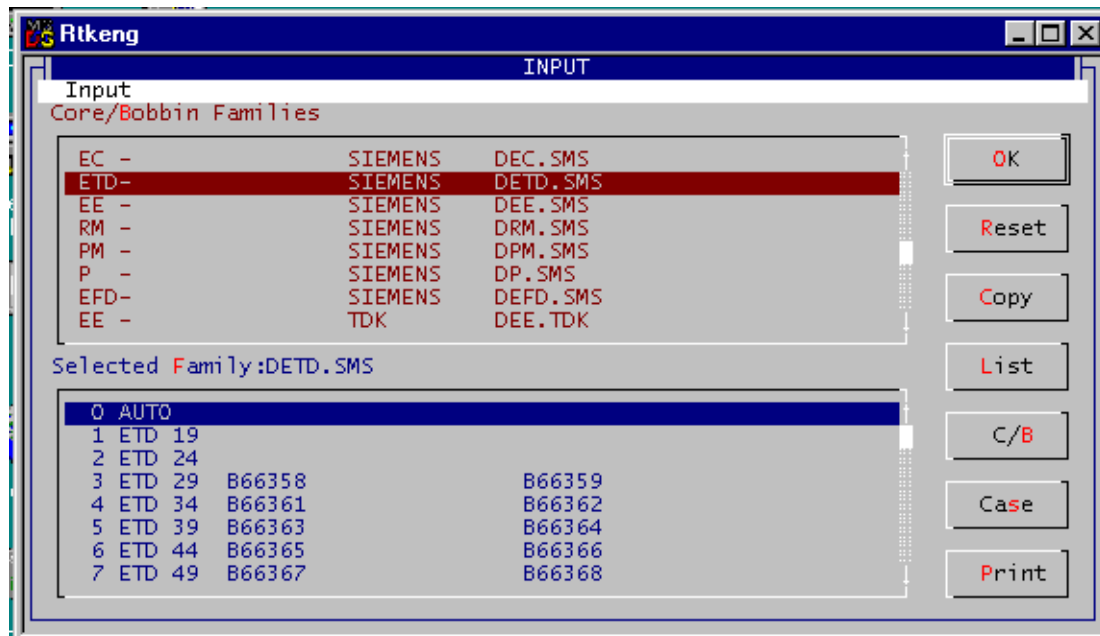 Rtkeng
INPUT
Input
Core/Bobbin Families
EC - SIEMENS DEC.SMS
ETD- SIEMENS DETD.SMS
EE - SIEMENS DEE.SMS
RM - SIEMENS DRM.SMS
PM - SIEMENS DPM.SMS
P - SIEMENS DP.SMS
EFD- SIEMENS DEFD.SMS
EE - TDK DEE.TDK
Selected Family:DETD.SMS
0 AUTO
1 ETD 19
2 ETD 24
3 ETD 29 B66358 B66359
4 ETD 34 B66361 B66362
5 ETD 39 B66363 B66364
6 ETD 44 B66365 B66366
7 ETD 49 B66367 B66368
OK
Reset
Copy
List
C/B
Case
Print